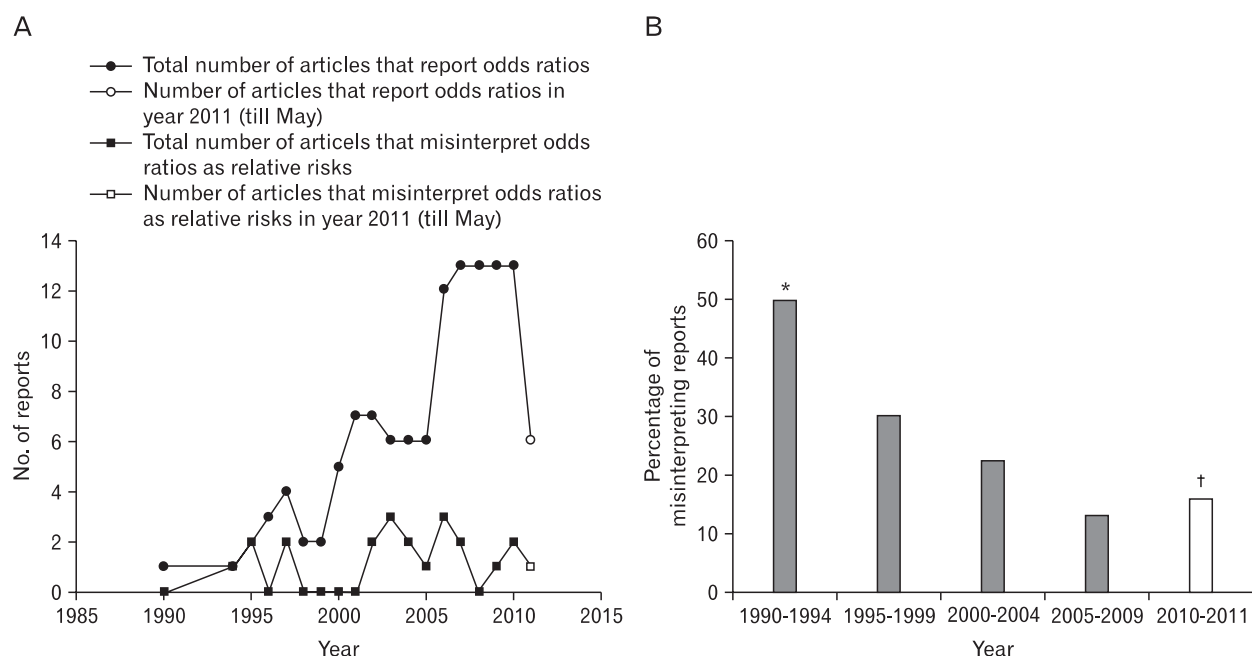 A
Total number of articles that report odds ratios
Number of articles that report odds ratios in
year 2011 (till May)
Total number of articels that misinterpret odds
ratios as relative risks
Number of articles that misinterpret odds ratios
as relative risks in year 2011 (till May)
No. of reports
14
12
10
8
6
4
2
0
1985 1990 1995 2000 2005 2010 2015
Year
B
Percentage of
misinterpreting reports
60
50
40
30
20
10
0
*
†
1990-1994 1995-1999 2000-2004 2005-2009 2010-2011
Year